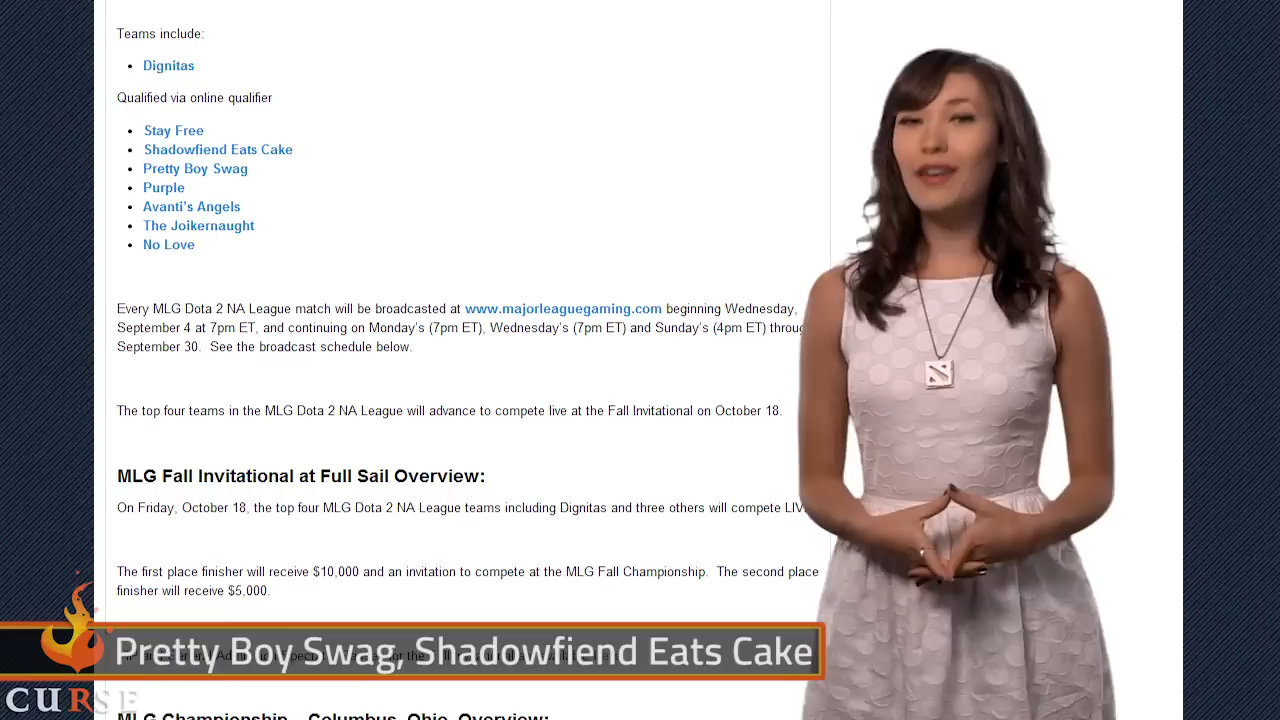 Teams include:
Dignitas
Qualified via online qualifier
Stay Free
Shadowfiend Eats Cake
Pretty Boy Swag
Purple
Avanti's Angels
The Joikernaught
No Love
Every MLG Dota 2 NA League match will be broadcasted at www.majorleaguegaming.com beginning Wednesday,
September 4 at 7pm ET, and continuing on Monday's (7pm ET), Wednesday's (7pm ET) and Sunday's (4pm ET)
September 30. See the broadcast schedule below.
The top four teams in the MLG Dota 2 NA League will advance to compete live at the Fall Invitational on October 18.
MLG Fall Invitational at Full Sail Overview:
On Friday, October 18, the top four MLG Dota 2 NA League teams including Dignitas and three others will compete
The first place finisher will receive $10,000 and an invitation to compete at the MLG Fall Championship. The second place
finisher will receive $5,000.
Pretty Boy Swag, Shadowfiend Eats Cake
CURSE
MLG Championship – Columbus, Ohio, Overview: